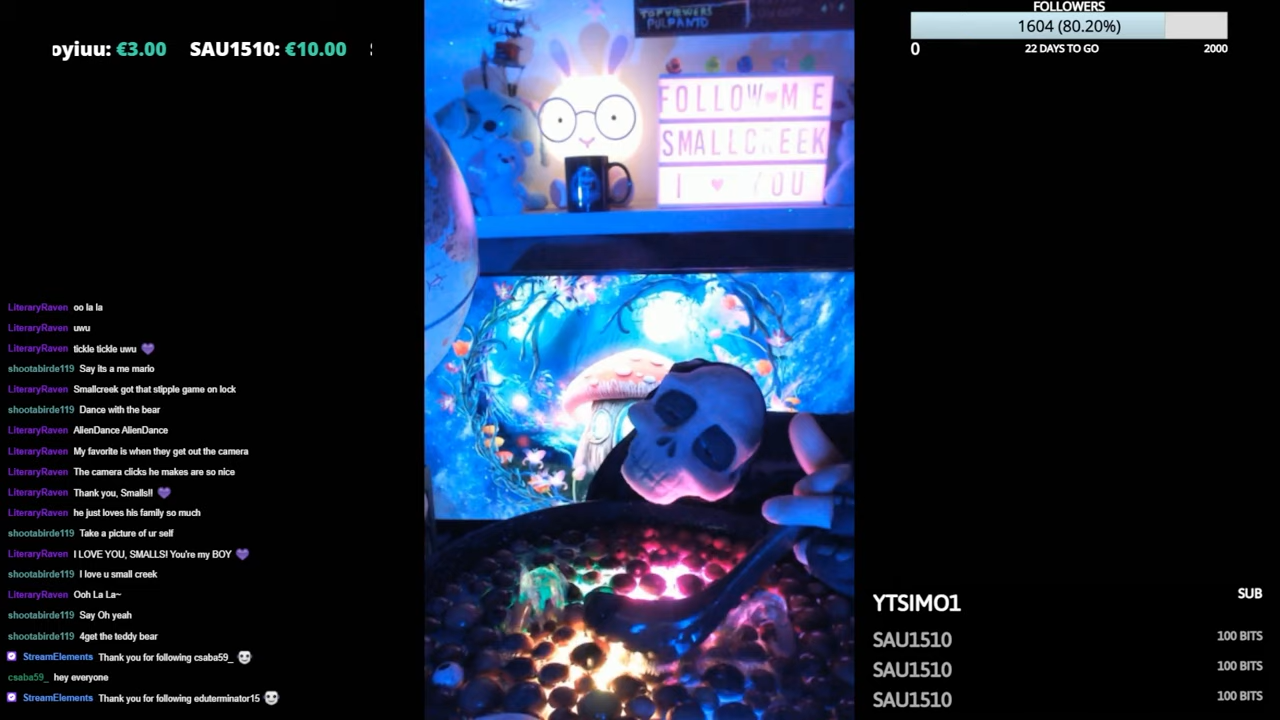 oyiuu: €3.00 SAU1510: €10.00
FOLLOWERS
1604 (80.20%)
0 22 DAYS TO GO 2000
TOPVIEWERS
PULPANTO
FOLLOW♥ME
SMALLCREEK
I ♥ YOU
LiteraryRaven oo la la
LiteraryRaven uwu
LiteraryRaven tickle tickle uwu 💜
shootabirde119 Say its a me mario
LiteraryRaven Smallcreek got that stipple game on lock
shootabirde119 Dance with the bear
LiteraryRaven AlienDance AlienDance
LiteraryRaven My favorite is when they get out the camera
LiteraryRaven The camera clicks he makes are so nice
LiteraryRaven Thank you, Smalls!! 💜
LiteraryRaven he just loves his family so much
shootabirde119 Take a picture of ur self
LiteraryRaven I LOVE YOU, SMALLS! You're my BOY 💜
shootabirde119 I love u small creek
LiteraryRaven Ooh La La~
shootabirde119 Say Oh yeah
shootabirde119 4get the teddy bear
StreamElements Thank you for following csaba59_
csaba59_ hey everyone
StreamElements Thank you for following eduterminator15
YTSIMO1 SUB
SAU1510 100 BITS
SAU1510 100 BITS
SAU1510 100 BITS